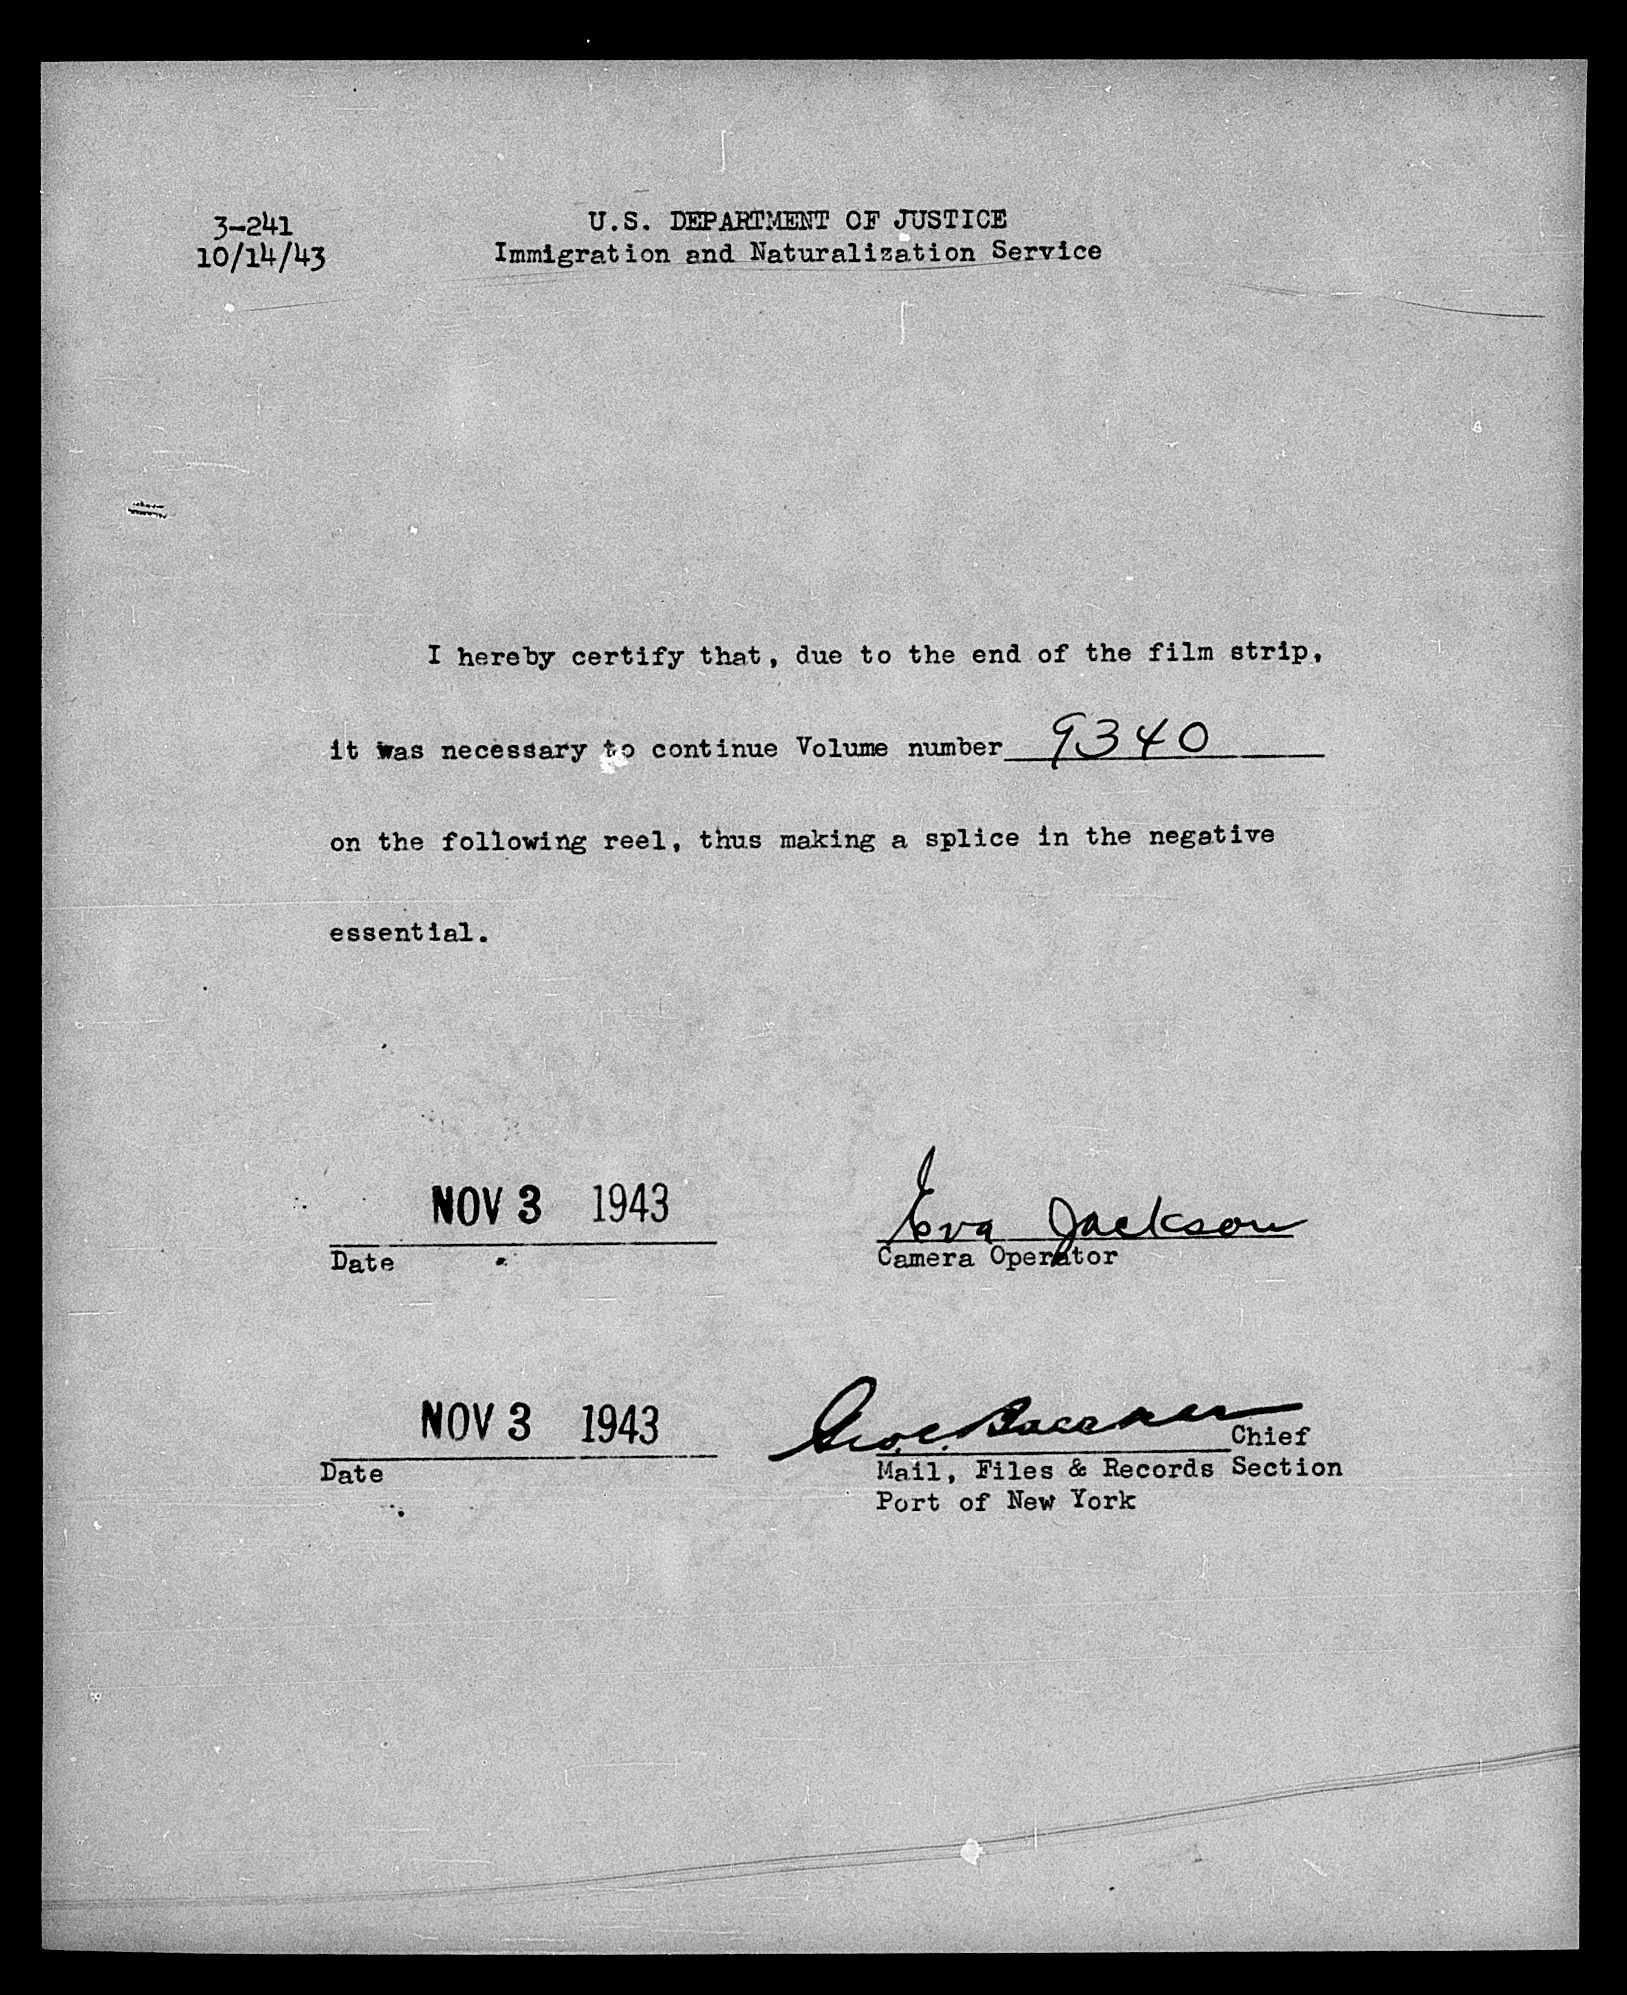 3-241
10/14/43
U.S. DEPARTMENT OF JUSTICE
Immigration and Naturalization Service
I hereby certify that, due to the end of the film strip,
it was necessary to continue Volume number 9340
on the following reel, thus making a splice in the negative
essential.
NOV 3 1943
Date
Eva Jackson
Camera Operator
NOV 3 1943
Date
Geo. C.
Chief
Mail, Files & Records Section
Port of New York